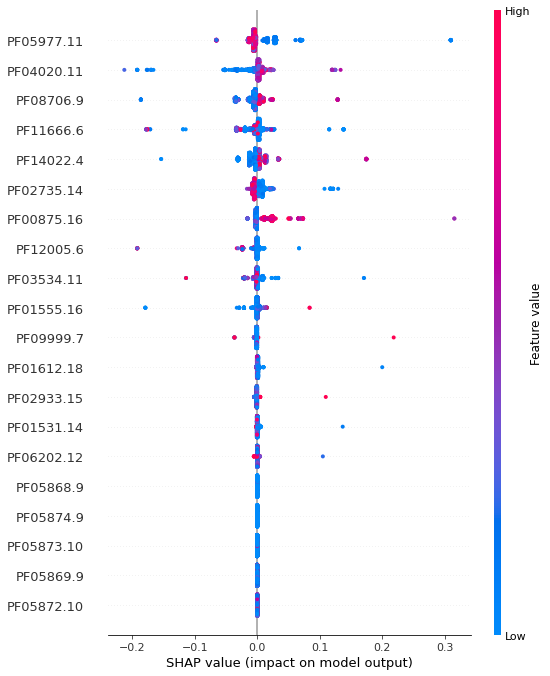 High
PF05977.11
PF04020.11
PF08706.9
PF11666.6
PF14022.4
PF02735.14
PF00875.16
PF12005.6
PF03534.11
PF01555.16
PF09999.7
PF01612.18
PF02933.15
PF01531.14
PF06202.12
PF05868.9
PF05874.9
PF05873.10
PF05869.9
PF05872.10
Feature value
Low
−0.2 −0.1 0.0 0.1 0.2 0.3
SHAP value (impact on model output)